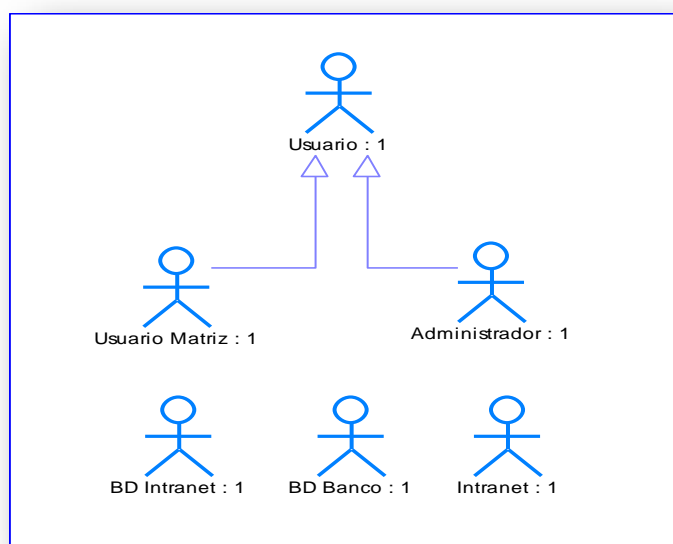 Usuario : 1
Usuario Matriz : 1
Administrador : 1
BD Intranet : 1
BD Banco : 1
Intranet : 1